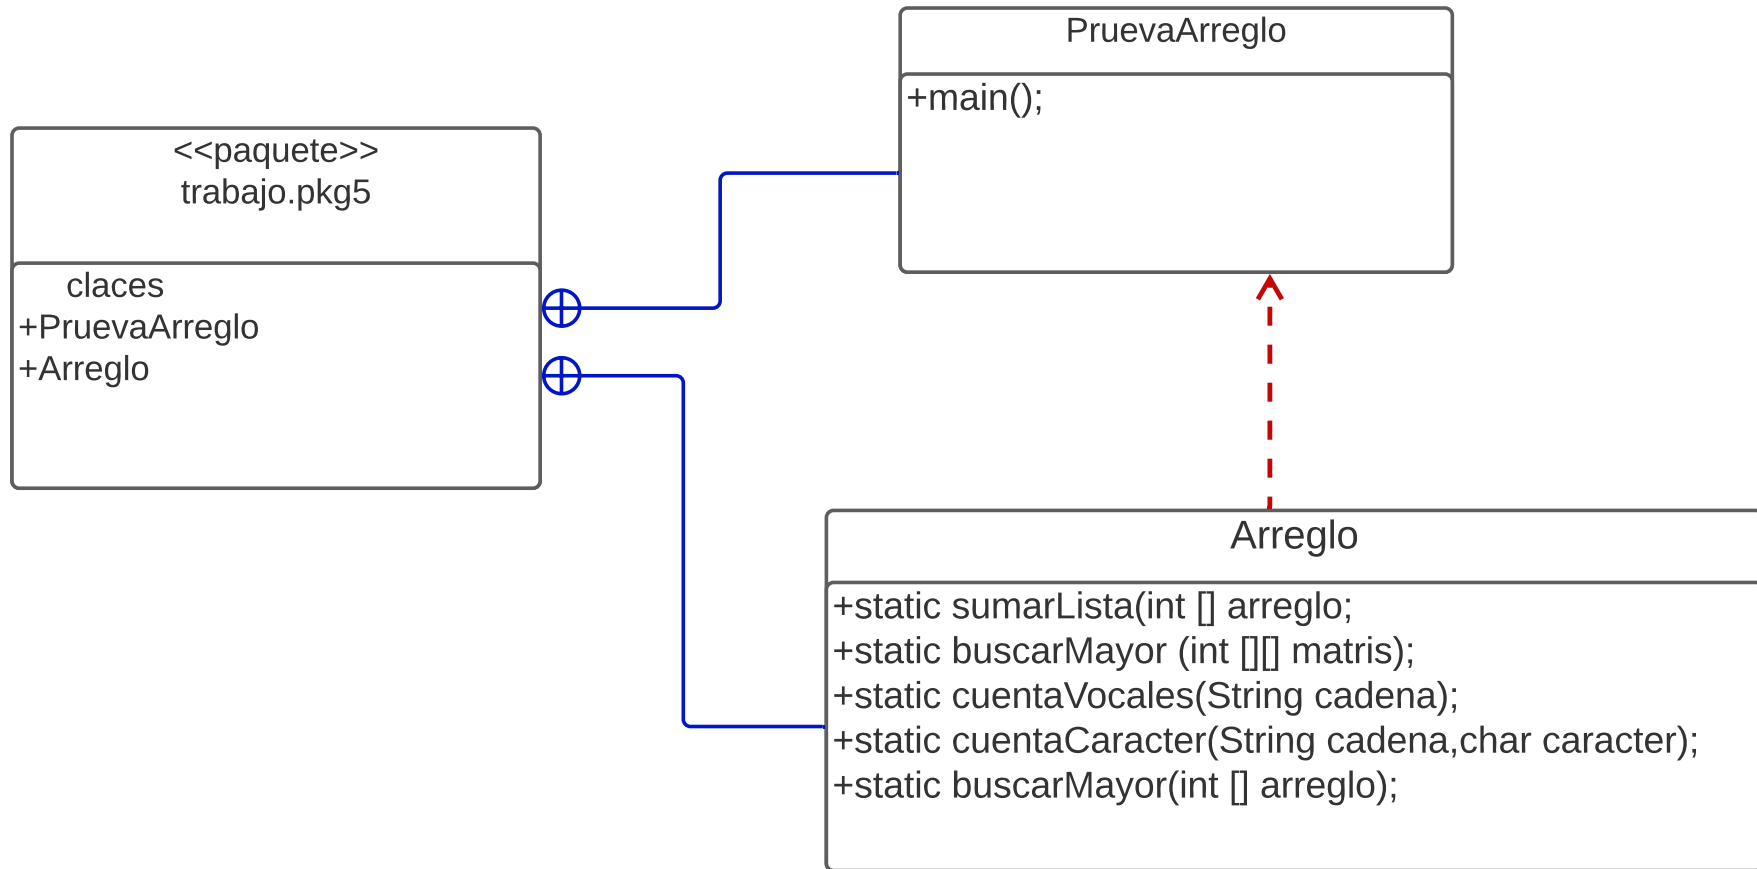 <<paquete>>
trabajo.pkg5
claces
+PruevaArreglo
+Arreglo
PruevaArreglo
+main();
Arreglo
+static sumarLista(int [] arreglo;
+static buscarMayor (int [][] matris);
+static cuentaVocales(String cadena);
+static cuentaCaracter(String cadena,char caracter);
+static buscarMayor(int [] arreglo);